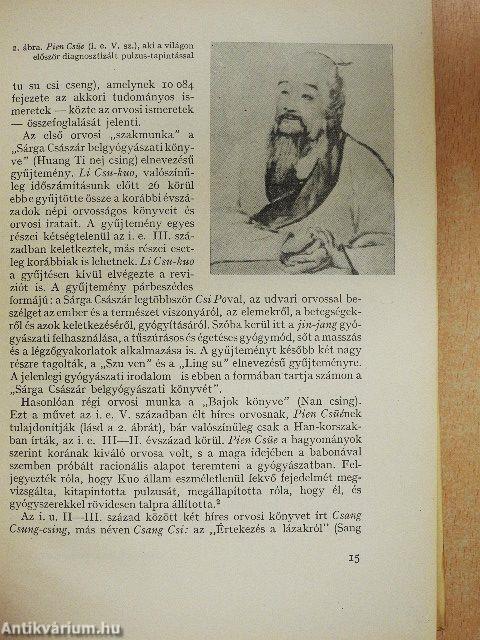 2. ábra. Pien Csüe (i. e. V. sz.), aki a világon
először diagnosztizált pulzus-tapintással
tu su csi cseng), amelynek 10 084
fejezete az akkori tudományos is-
meretek — közte az orvosi ismeretek
— összefoglalását jelenti.
Az első orvosi „szakmunka" a
„Sárga Császár belgyógyászati köny-
ve" (Huang Ti nej csing) elnevezésű
gyűjtemény. Li Csu-kuo, valószínű-
leg időszámításunk előtt 26 körül
ebbe gyűjtötte össze a korábbi évszá-
zadok népi orvosságos könyveit és
orvosi iratait. A gyűjtemény egyes
részei kétségtelenül az i. e. III. szá-
zadban keletkeztek, más részei eset-
leg korábbiak is lehetnek. Li Csu-kuo
a gyűjtésen kívül elvégezte a reví-
ziót is. A gyűjtemény párbeszédes
formájú: a Sárga Császár legtöbbször Csi Poval, az udvari orvossal be-
szélget az ember és a természet viszonyáról, az elemekről, a betegségek-
ről és azok keletkezéséről, gyógyításáról. Szóba kerül itt a jin-jang gyó-
gyászati felhasználása, a tűszúrásos és égetéses gyógymód, sőt a masszás
és a légzőgyakorlatok alkalmazása is. A gyűjteményt később két nagy
részre tagolták, a „Szu ven" és a „Ling su" elnevezésű gyűjteményre.
A jelenlegi gyógyászati irodalom is ebben a formában tartja számon a
„Sárga Császár belgyógyászati könyvét".
Hasonlóan régi orvosi munka a „Bajok könyve" (Nan csing).
Ezt a művet az i. e. V. században élt híres orvosnak, Pien Csüének
tulajdonítják (lásd a 2. ábrát), bár valószínűleg csak a Han-korszak-
ban írták, az i. e. III—II. évszázad körül. Pien Csüe a hagyományok
szerint korának kiváló orvosa volt, s a maga idejében a babonával
szemben próbált racionális alapot teremteni a gyógyászatban. Fel-
jegyezték róla, hogy Kuo állam eszméletlenül fekvő fejedelmét meg-
vizsgálta, kitapintotta pulzusát, megállapította róla, hogy él, és
gyógyszerekkel rövidesen talpra állította.²
Az i. u. II—III. század között két híres orvosi könyvet írt Csang
Csung-csing, más néven Csang Csi: az „Értekezés a lázakról" (Sang
15
Antikvárium.hu